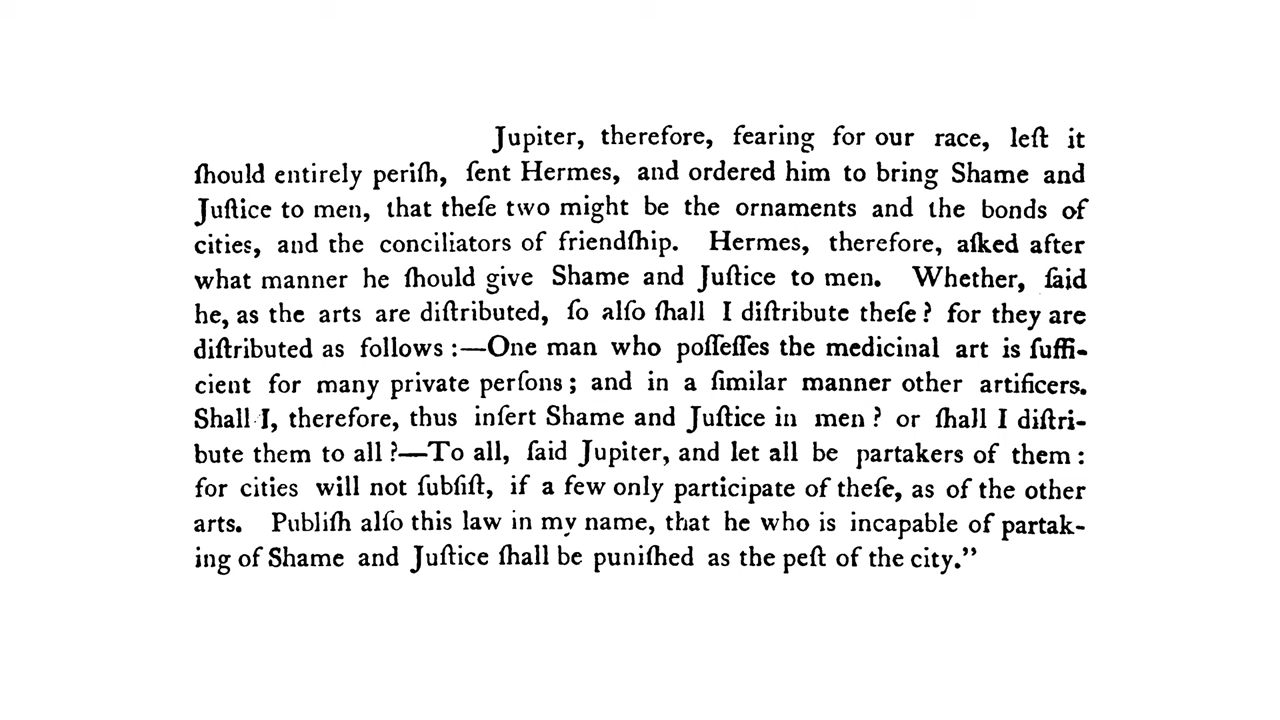 Jupiter, therefore, fearing for our race, leſt it
ſhould entirely periſh, ſent Hermes, and ordered him to bring Shame and
Juſtice to men, that theſe two might be the ornaments and the bonds of
cities, and the conciliators of friendſhip. Hermes, therefore, aſked after
what manner he ſhould give Shame and Juſtice to men. Whether, ſaid
he, as the arts are diſtributed, ſo alſo ſhall I diſtribute theſe? for they are
diſtributed as follows:—One man who poſſeſſes the medicinal art is ſuffi-
cient for many private perſons; and in a ſimilar manner other artificers.
Shall I, therefore, thus inſert Shame and Juſtice in men? or ſhall I diſtri-
bute them to all?—To all, ſaid Jupiter, and let all be partakers of them:
for cities will not ſubſiſt, if a few only participate of theſe, as of the other
arts. Publiſh alſo this law in my name, that he who is incapable of partak-
ing of Shame and Juſtice ſhall be puniſhed as the peſt of the city.”